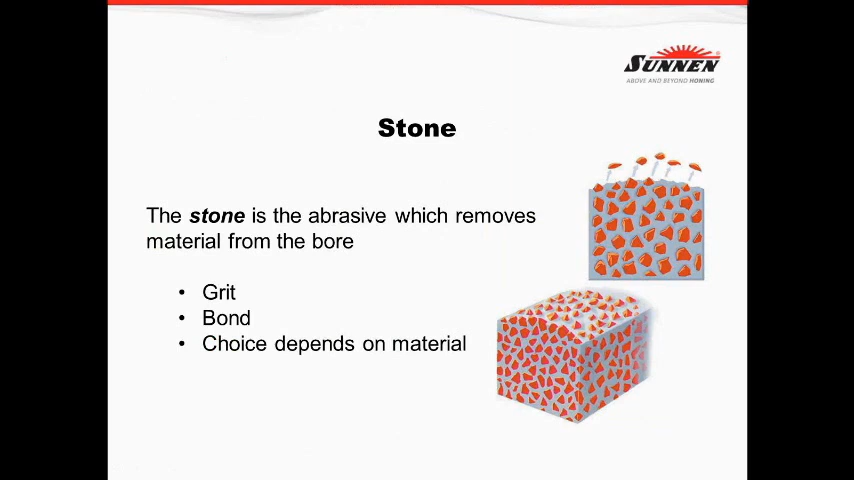 SUNNEN
ABOVE AND BEYOND HONING
Stone
The stone is the abrasive which removes
material from the bore
• Grit
• Bond
• Choice depends on material